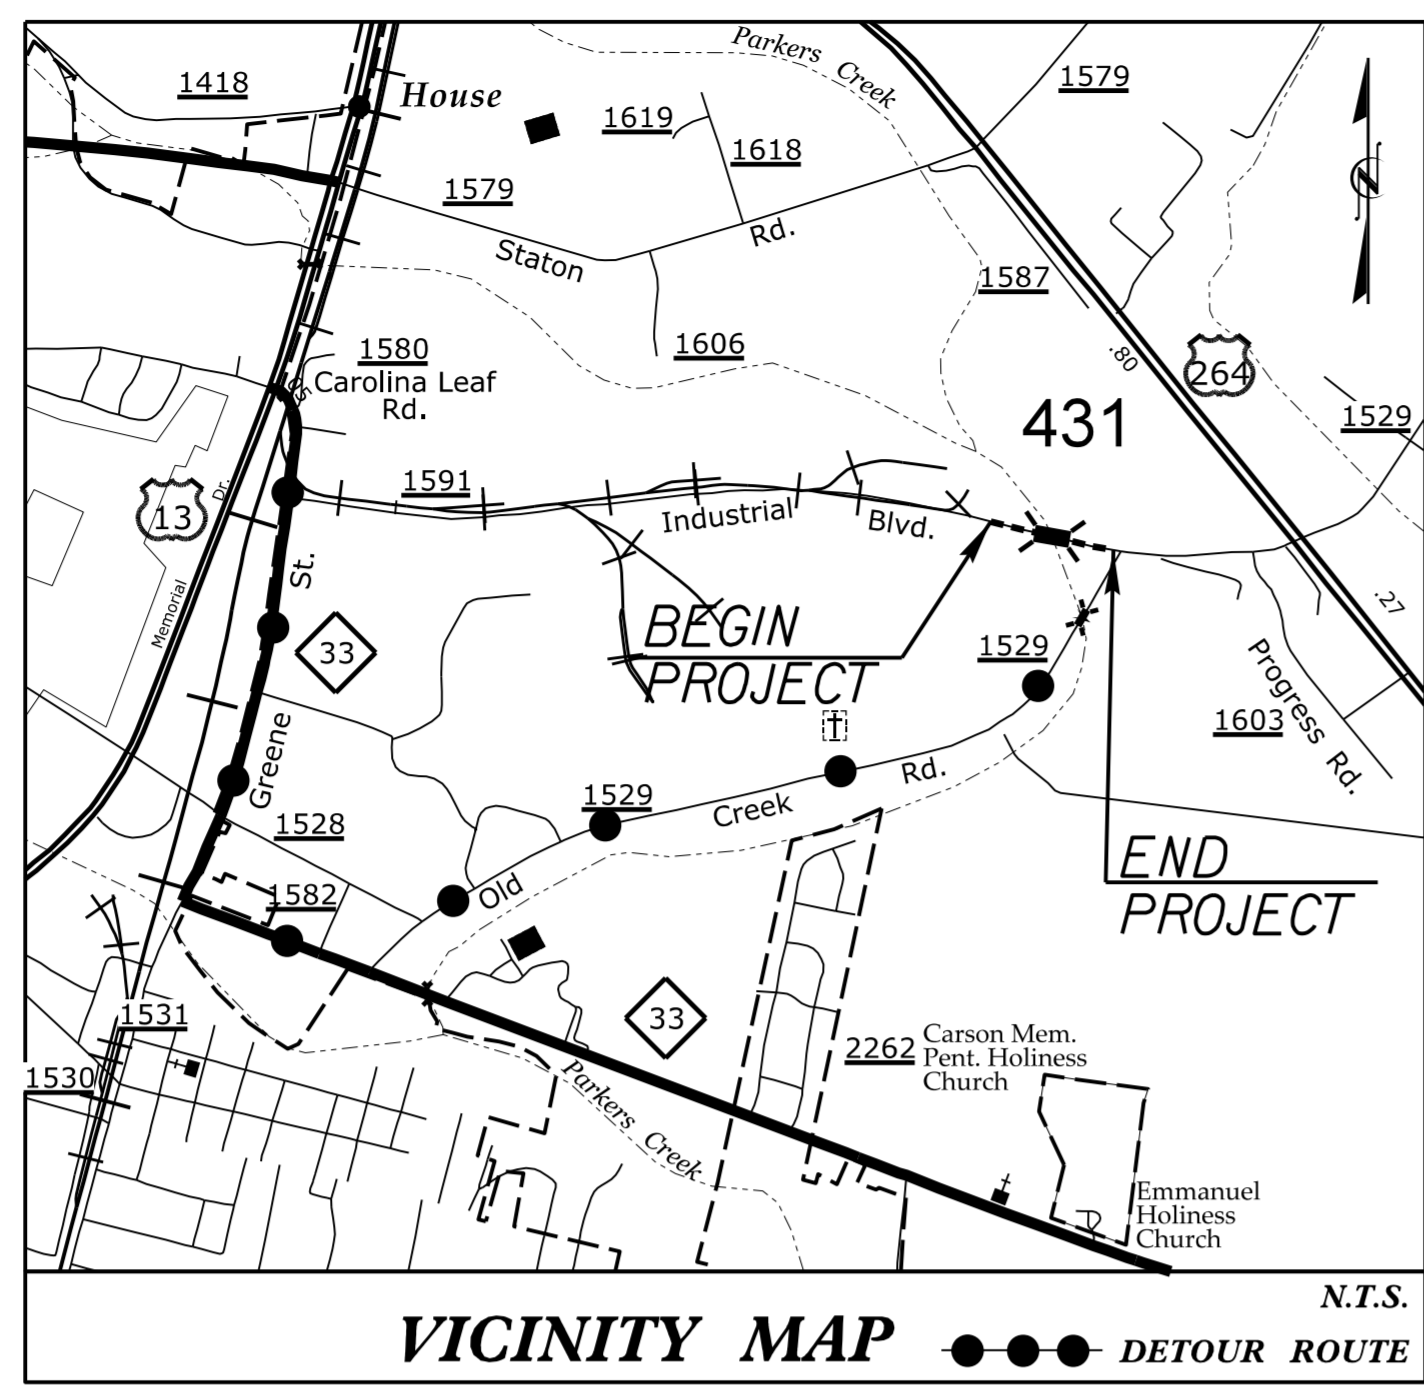 Parkers Creek
1418
House
1579
1619
1618
1579
Staton Rd.
1587
1580
Carolina Leaf
Rd.
1606
.80
264
95
431
1529
1591
Industrial Blvd.
13
Memorial Dr.
St.
33
BEGIN
PROJECT
1529
.27
Progress Rd.
1603
Greene
1528
1529
Creek Rd.
Old
END
PROJECT
1582
1531
33
2262
Carson Mem.
Pent. Holiness
Church
1530
Parkers Creek
Emmanuel
Holiness
Church
N.T.S.
VICINITY MAP
DETOUR ROUTE